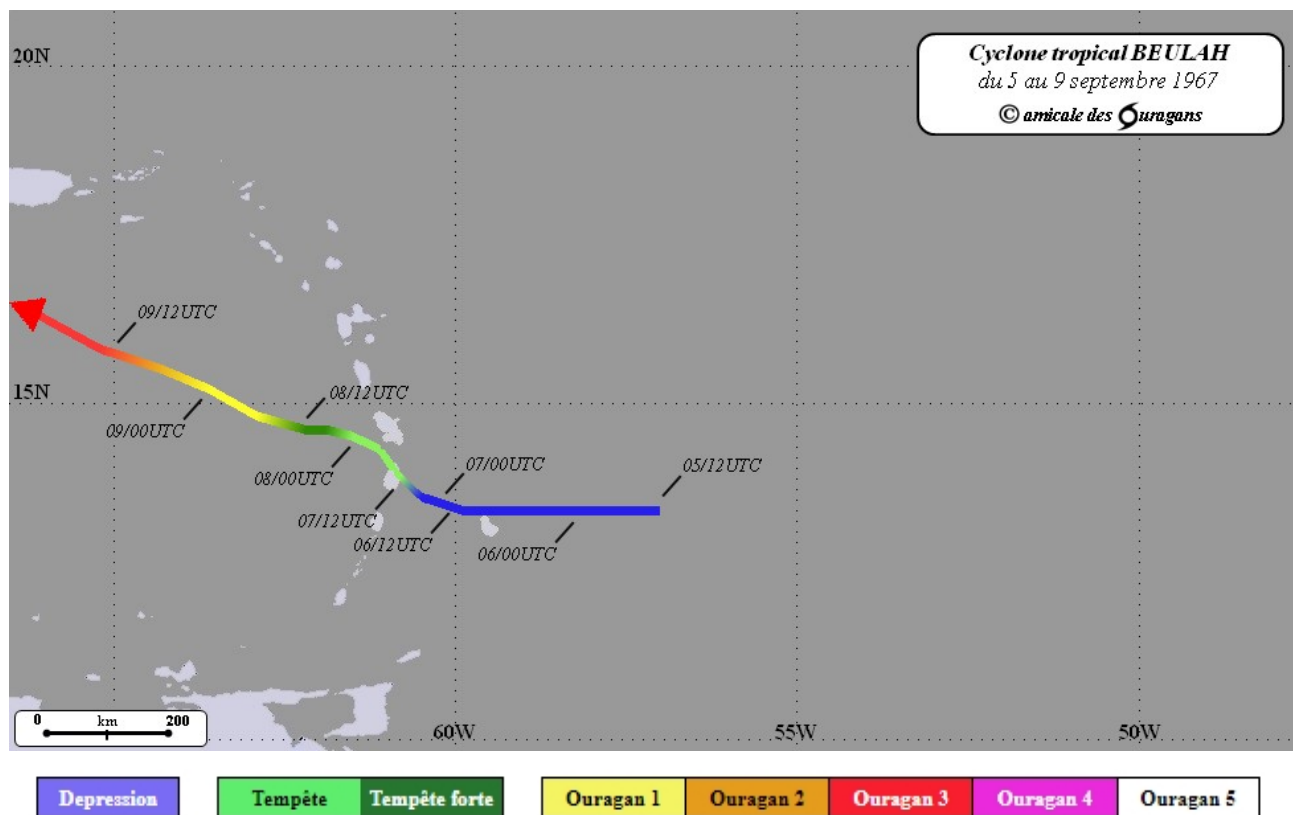 20N
Cyclone tropical BEULAH
du 5 au 9 septembre 1967
© amicale des Ouragans
09/12UTC
15N
08/12UTC
09/00UTC
07/00UTC
05/12UTC
08/00UTC
07/12UTC
06/12UTC
06/00UTC
0 km 200
60W
55W
50W
Depression
Tempête
Tempête forte
Ouragan 1
Ouragan 2
Ouragan 3
Ouragan 4
Ouragan 5